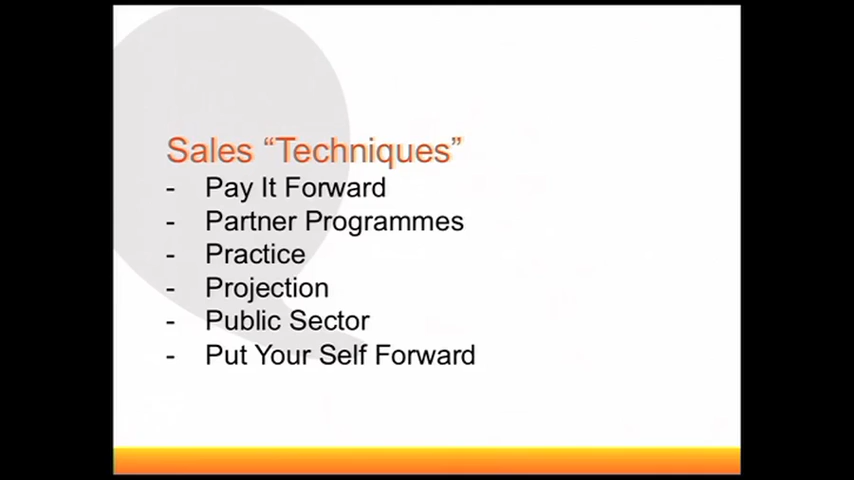 Sales “Techniques”
- Pay It Forward
- Partner Programmes
- Practice
- Projection
- Public Sector
- Put Your Self Forward